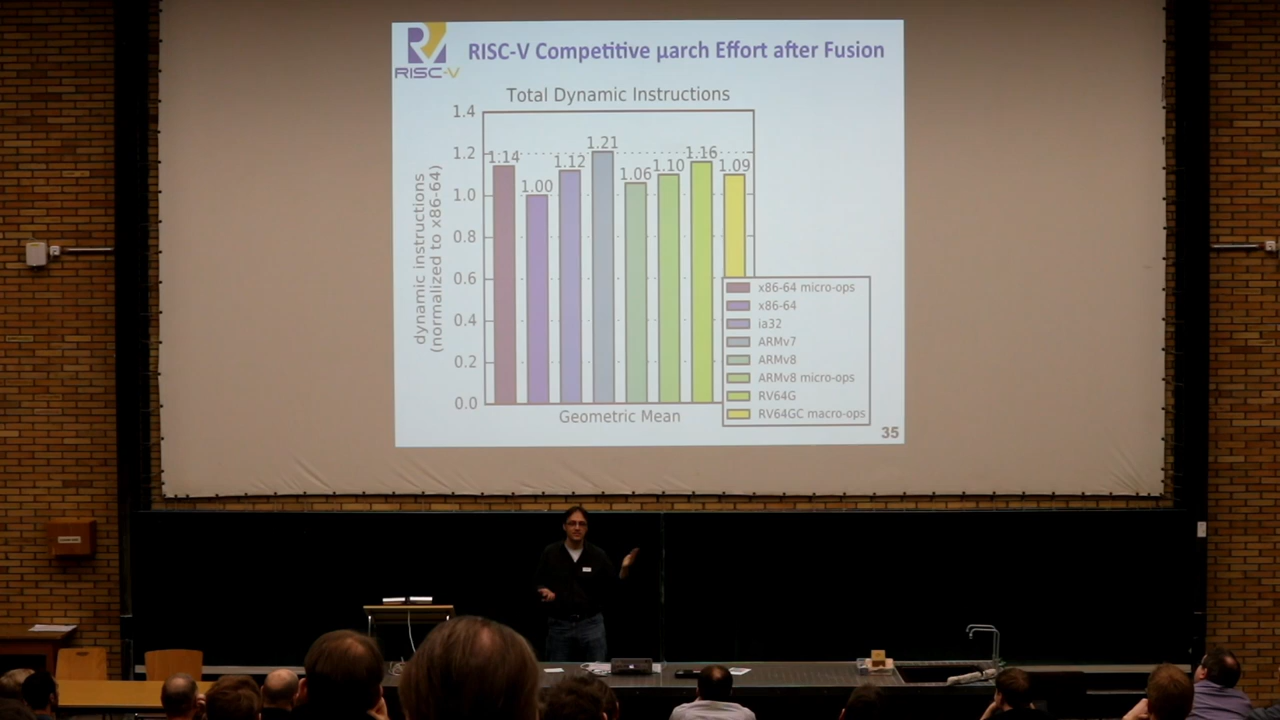 RISC-V
RISC-V Competitive µarch Effort after Fusion
Total Dynamic Instructions
dynamic instructions
(normalized to x86-64)
1.4
1.2
1.0
0.8
0.6
0.4
0.2
0.0
1.14
1.00
1.12
1.21
1.06
1.10
1.16
1.09
Geometric Mean
x86-64 micro-ops
x86-64
ia32
ARMv7
ARMv8
ARMv8 micro-ops
RV64G
RV64GC macro-ops
35